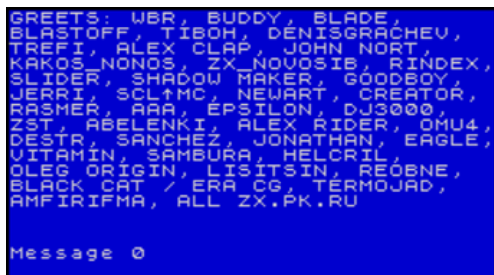 GREETS: WBR, BUDDY, BLADE,
BLASTOFF, TIBOH, DENISGRACHEV,
TREFI, ALEX CLAP, JOHN NORT,
KAKOS_NONOS, ZX_NOVOSIB, RINDEX,
SLIDER, SHADOW MAKER, GOODBOY,
JERRI, SCL↑MC, NEWART, CREATOR,
RASMER, AAA, EPSILON, DJ3000,
ZST, ABELENKI, ALEX RIDER, OMU4,
DESTR, SANCHEZ, JONATHAN, EAGLE,
VITAMIN, SAMBURA, HELCRIL,
OLEG ORIGIN, LISITSIN, REOBNE,
BLACK CAT / ERA CG, TERMOJAD,
AMFIRIFMA, ALL ZX.PK.RU
Message 0